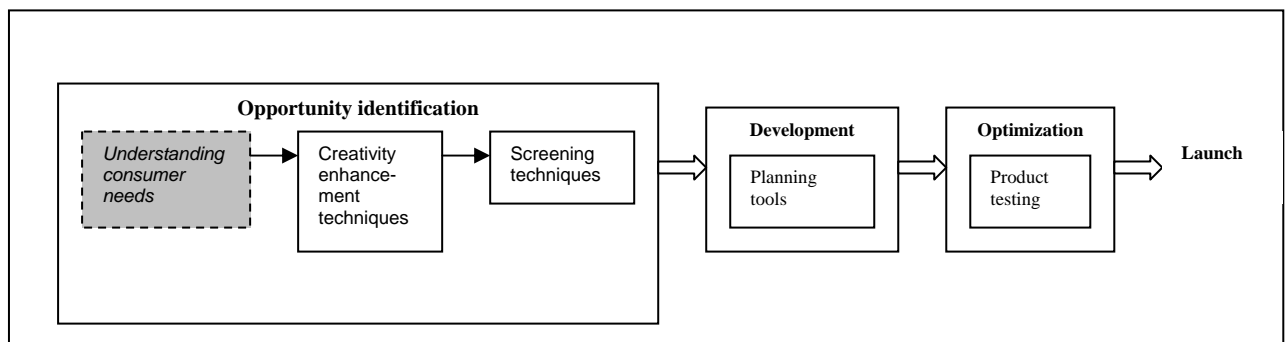 Opportunity identification
Understanding
consumer
needs
Creativity
enhance-
ment
techniques
Screening
techniques
Development
Planning
tools
Optimization
Product
testing
Launch